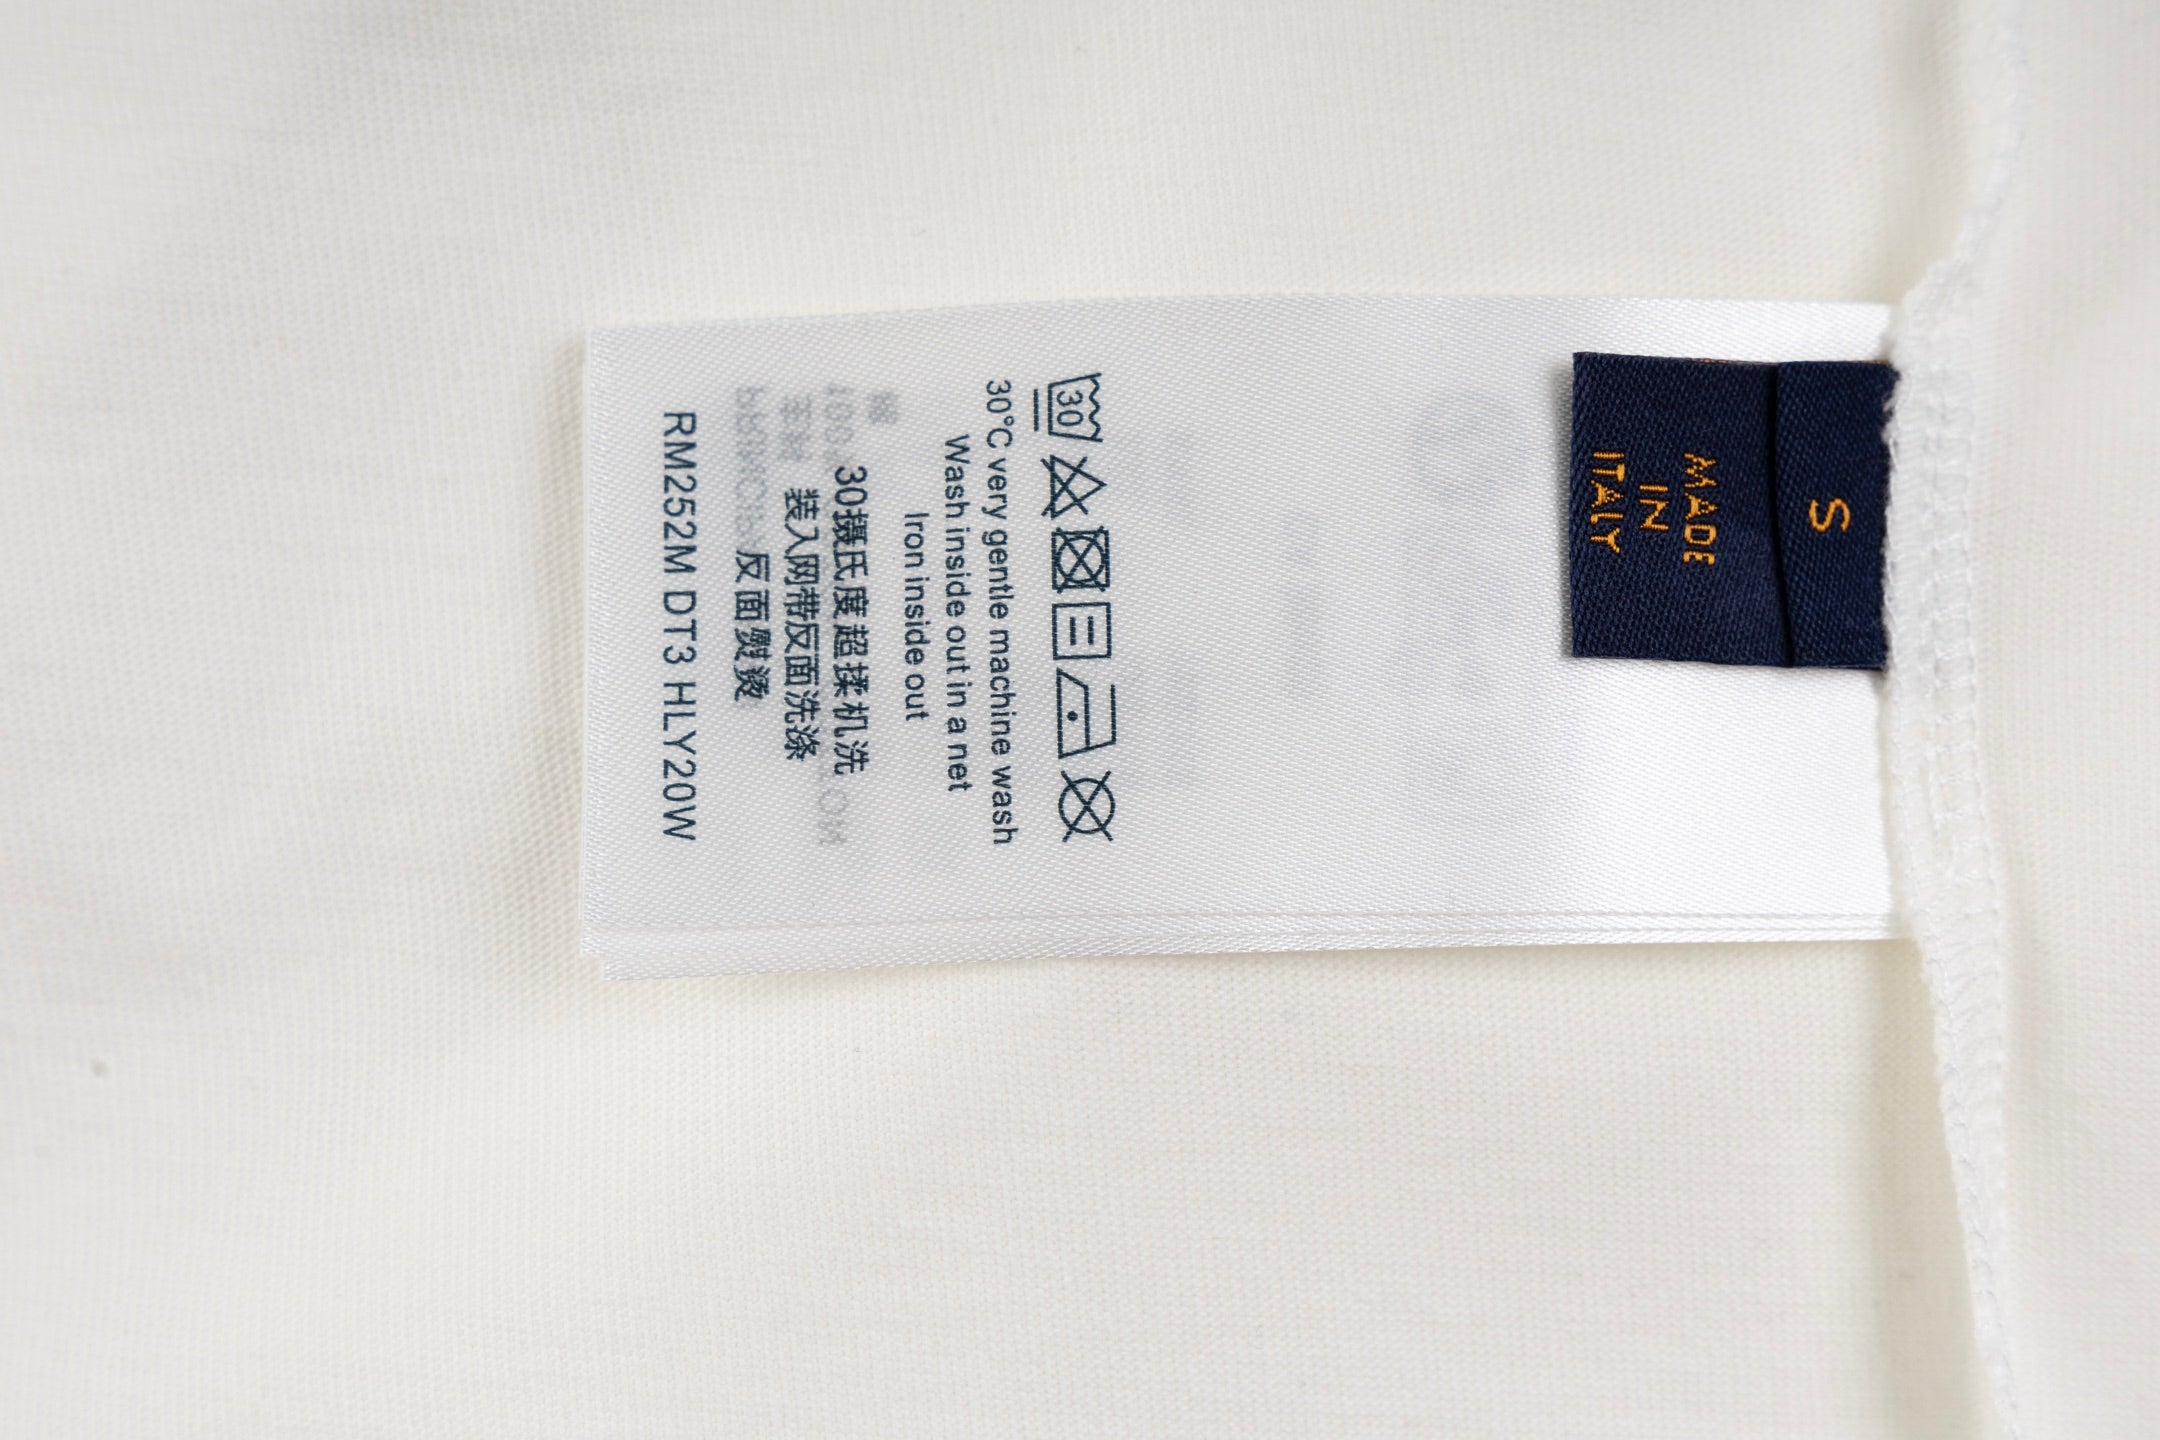 S
MADE
IN
ITALY
30
30°C very gentle machine wash
Wash inside out in a net
Iron inside out
30摄氏度超揉机洗
装入网带反面洗涤
反面熨烫
RM252M DT3 HLY20W